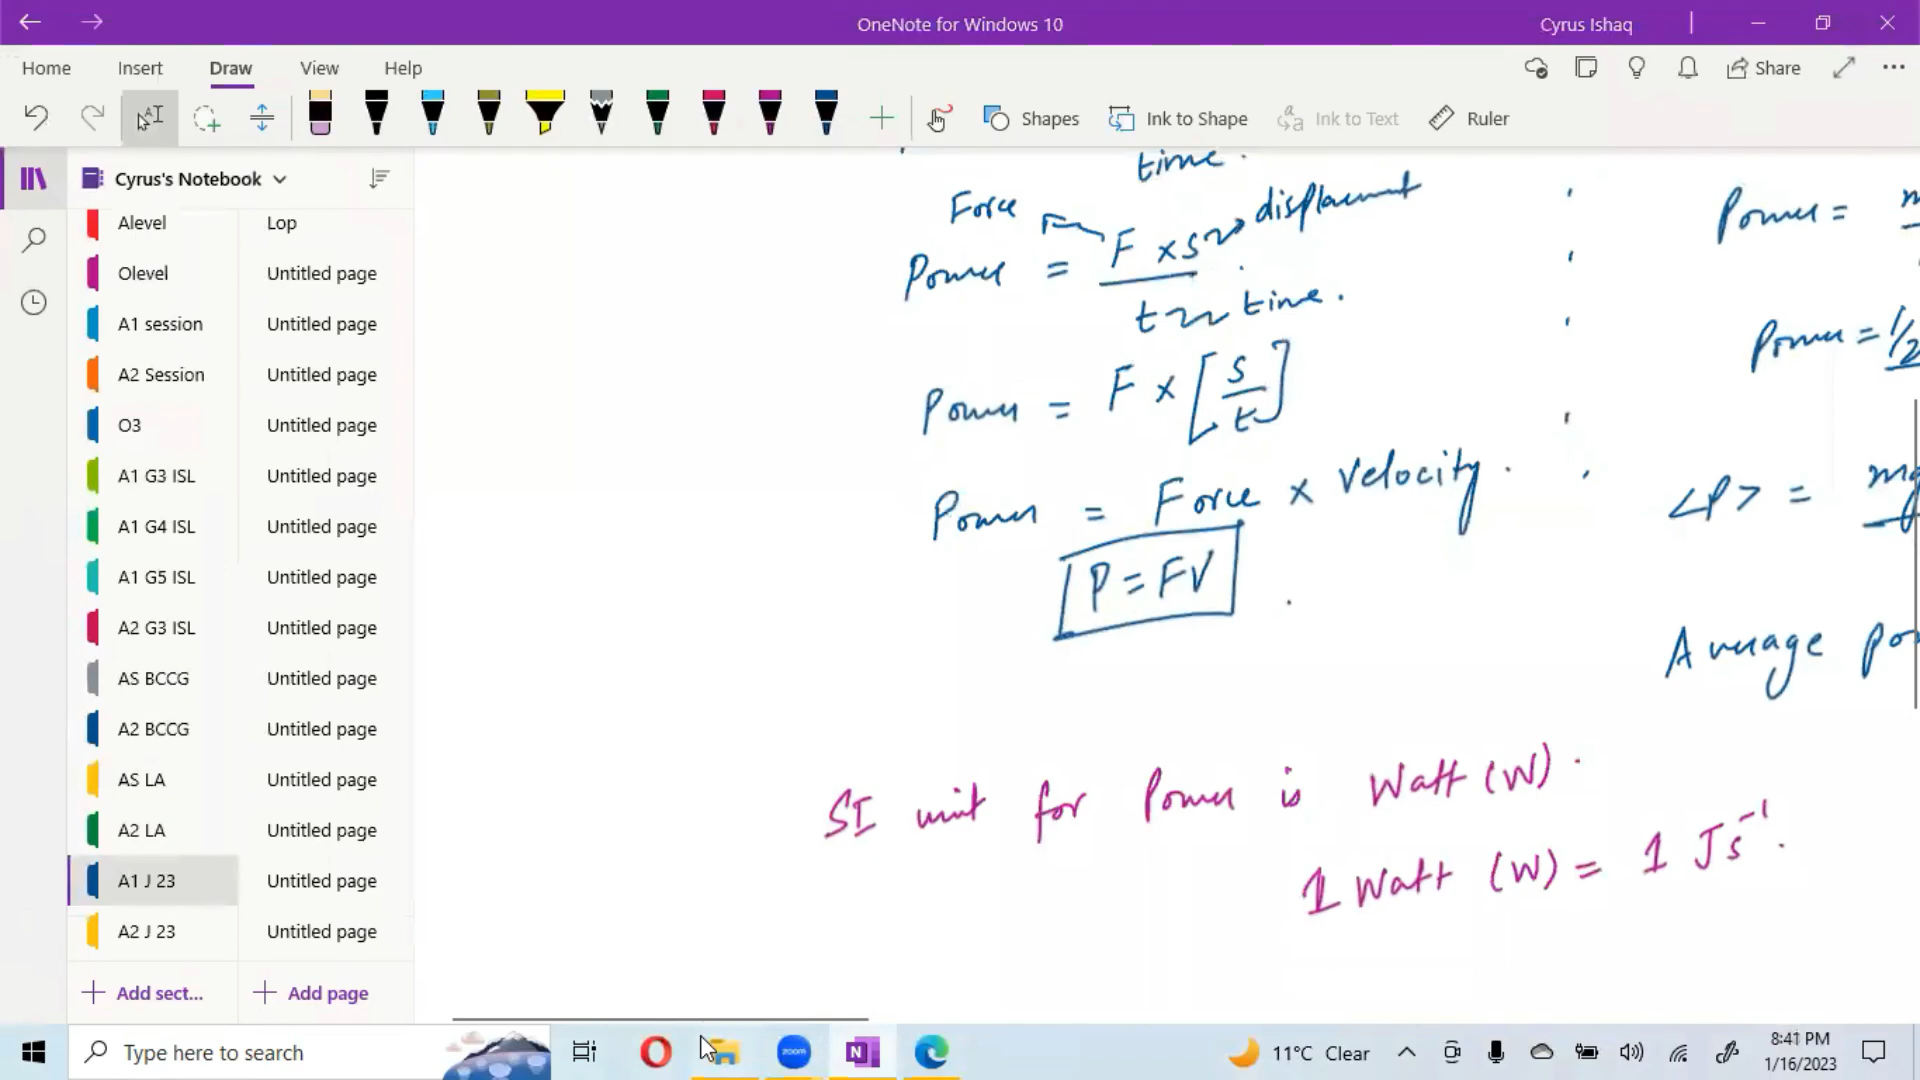 OneNote for Windows 10
Cyrus Ishaq
Home Insert Draw View Help
Share
Shapes Ink to Shape Ink to Text Ruler
Cyrus's Notebook
Alevel Lop
Olevel Untitled page
A1 session Untitled page
A2 Session Untitled page
O3 Untitled page
A1 G3 ISL Untitled page
A1 G4 ISL Untitled page
A1 G5 ISL Untitled page
A2 G3 ISL Untitled page
AS BCCG Untitled page
A2 BCCG Untitled page
AS LA Untitled page
A2 LA Untitled page
A1 J 23 Untitled page
A2 J 23 Untitled page
Add sect... Add page
time.
Force displacment
Power = F × s
t time.
Power = F × [s/t]
Power = Force × velocity.
P = FV
Power =
Power = 1/2
<P> = mg
Average po
SI unit for Power is Watt (W).
1 Watt (W) = 1 Js⁻¹.
Type here to search
zoom
N
11°C Clear
8:41 PM
1/16/2023